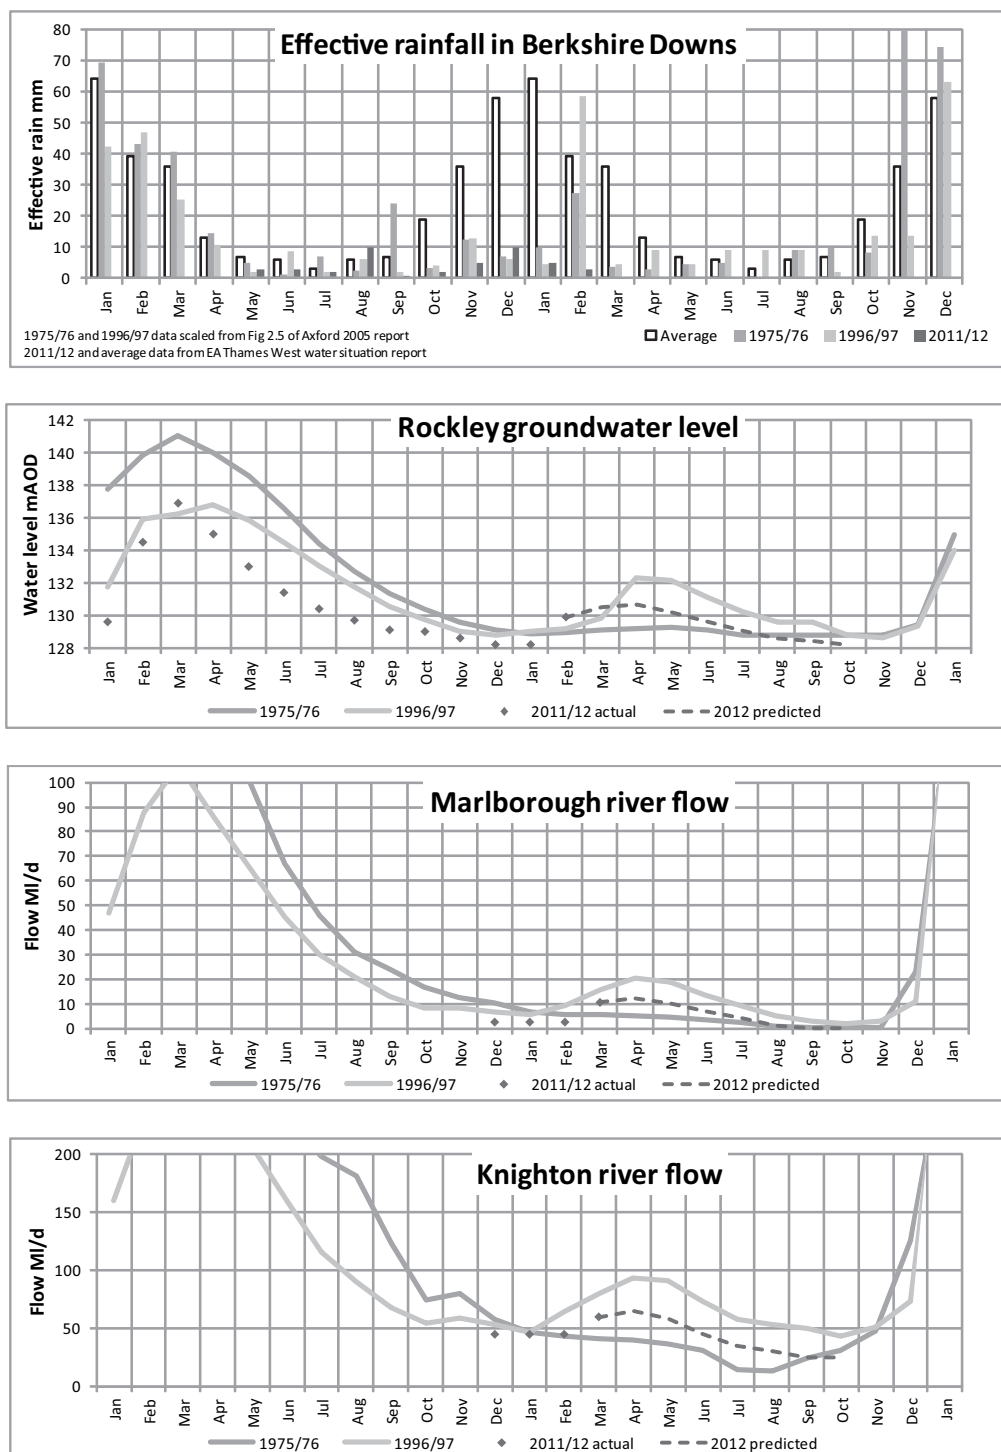 Effective rainfall in Berkshire Downs
Effective rain mm
80
70
60
50
40
30
20
10
0
Jan Feb Mar Apr May Jun Jul Aug Sep Oct Nov Dec Jan Feb Mar Apr May Jun Jul Aug Sep Oct Nov Dec
1975/76 and 1996/97 data scaled from Fig 2.5 of Axford 2005 report
2011/12 and average data from EA Thames West water situation report
Average 1975/76 1996/97 2011/12
Rockley groundwater level
Water level mAOD
142
140
138
136
134
132
130
128
Jan Feb Mar Apr May Jun Jul Aug Sep Oct Nov Dec Jan Feb Mar Apr May Jun Jul Aug Sep Oct Nov Dec Jan
1975/76 1996/97 2011/12 actual 2012 predicted
Marlborough river flow
Flow Ml/d
100
90
80
70
60
50
40
30
20
10
0
Jan Feb Mar Apr May Jun Jul Aug Sep Oct Nov Dec Jan Feb Mar Apr May Jun Jul Aug Sep Oct Nov Dec Jan
1975/76 1996/97 2011/12 actual 2012 predicted
Knighton river flow
Flow Ml/d
200
150
100
50
0
Jan Feb Mar Apr May Jun Jul Aug Sep Oct Nov Dec Jan Feb Mar Apr May Jun Jul Aug Sep Oct Nov Dec Jan
1975/76 1996/97 2011/12 actual 2012 predicted